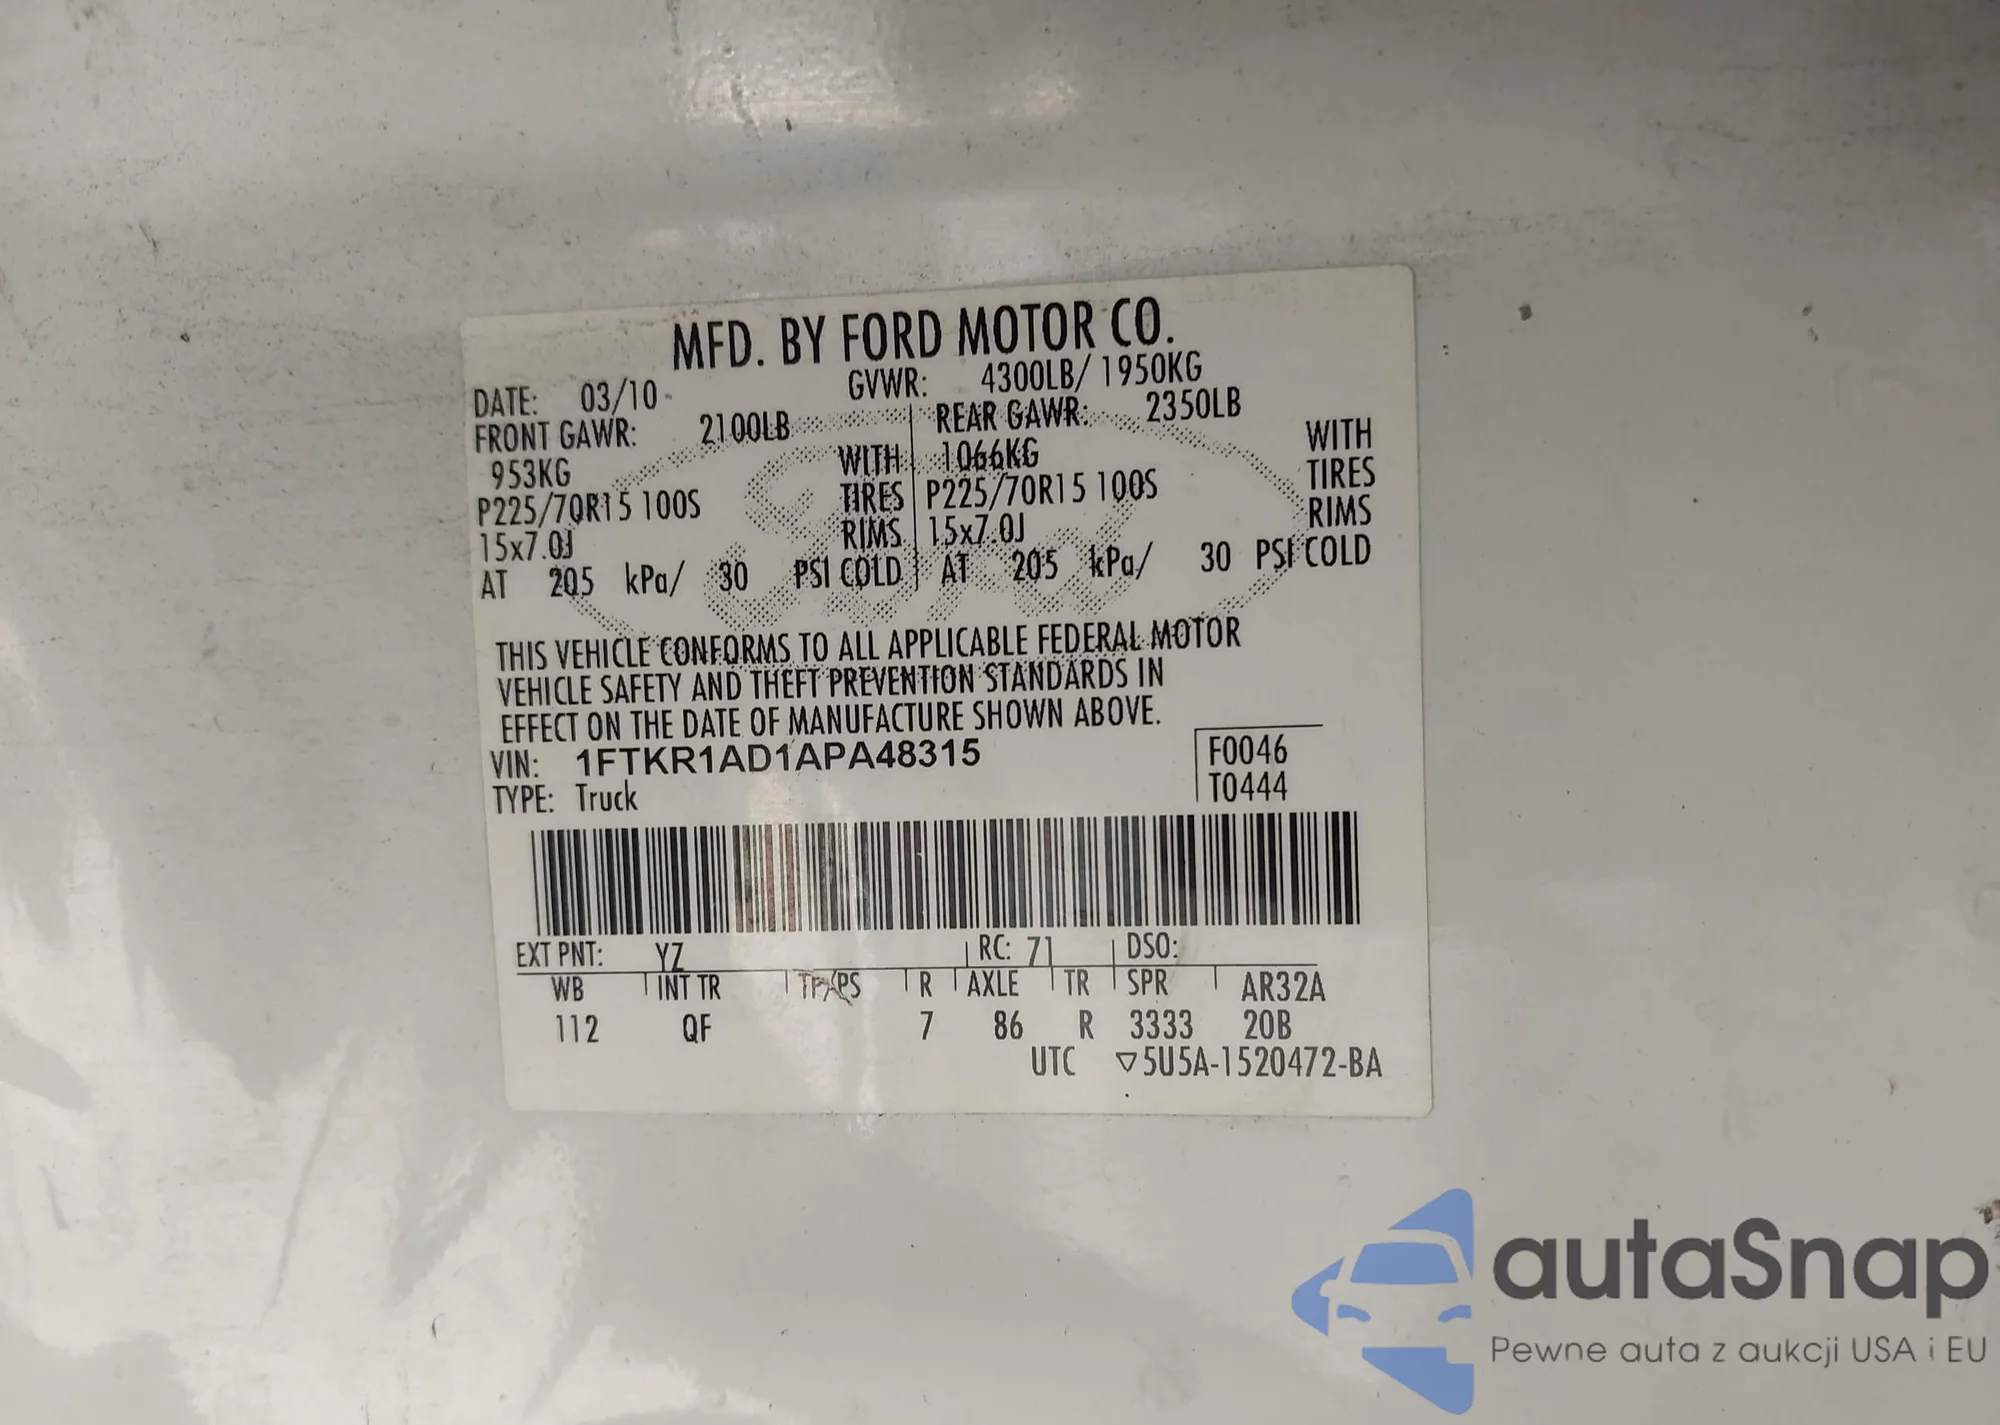 MFD. BY FORD MOTOR CO.
DATE: 03/10 GVWR: 4300LB/ 1950KG
FRONT GAWR: 2100LB REAR GAWR: 2350LB
953KG WITH 1066KG WITH
P225/70R15 100S TIRES P225/70R15 100S TIRES
15x7.0J RIMS 15x7.0J RIMS
AT 205 kPa/ 30 PSI COLD AT 205 kPa/ 30 PSI COLD
THIS VEHICLE CONFORMS TO ALL APPLICABLE FEDERAL MOTOR
VEHICLE SAFETY AND THEFT PREVENTION STANDARDS IN
EFFECT ON THE DATE OF MANUFACTURE SHOWN ABOVE.
VIN: 1FTKR1AD1APA48315 F0046
TYPE: Truck T0444
EXT PNT: YZ RC: 71 DSO:
WB INT TR R AXLE TR SPR AR32A
112 QF 7 86 R 3333 20B
UTC ▽5U5A-1520472-BA
autaSnap
Pewne auta z aukcji USA i EU